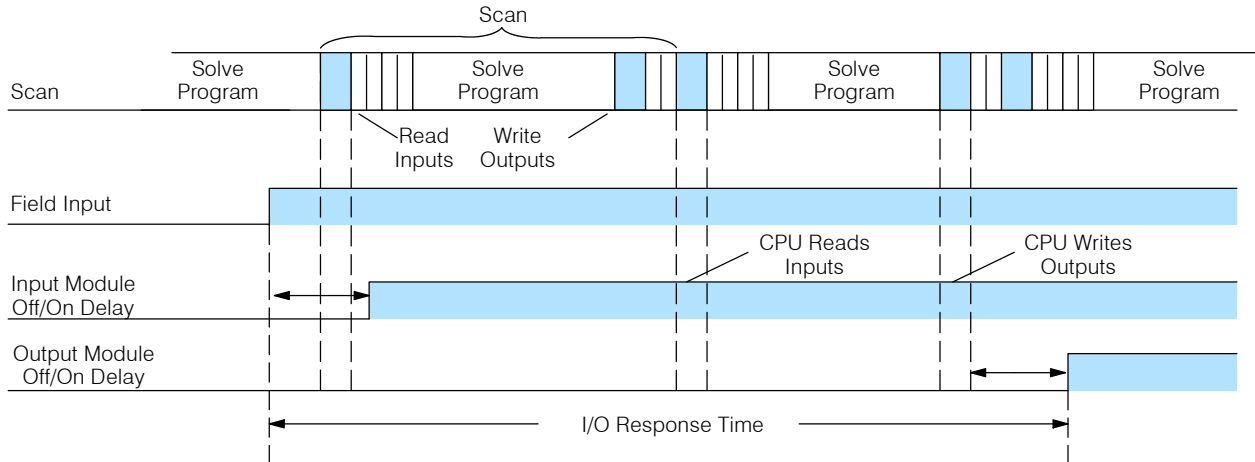 Scan
Solve
Program
Solve
Program
Solve
Program
Solve
Program
Scan
Read
Inputs
Write
Outputs
Field Input
CPU Reads
Inputs
CPU Writes
Outputs
Input Module
Off/On Delay
Output Module
Off/On Delay
I/O Response Time